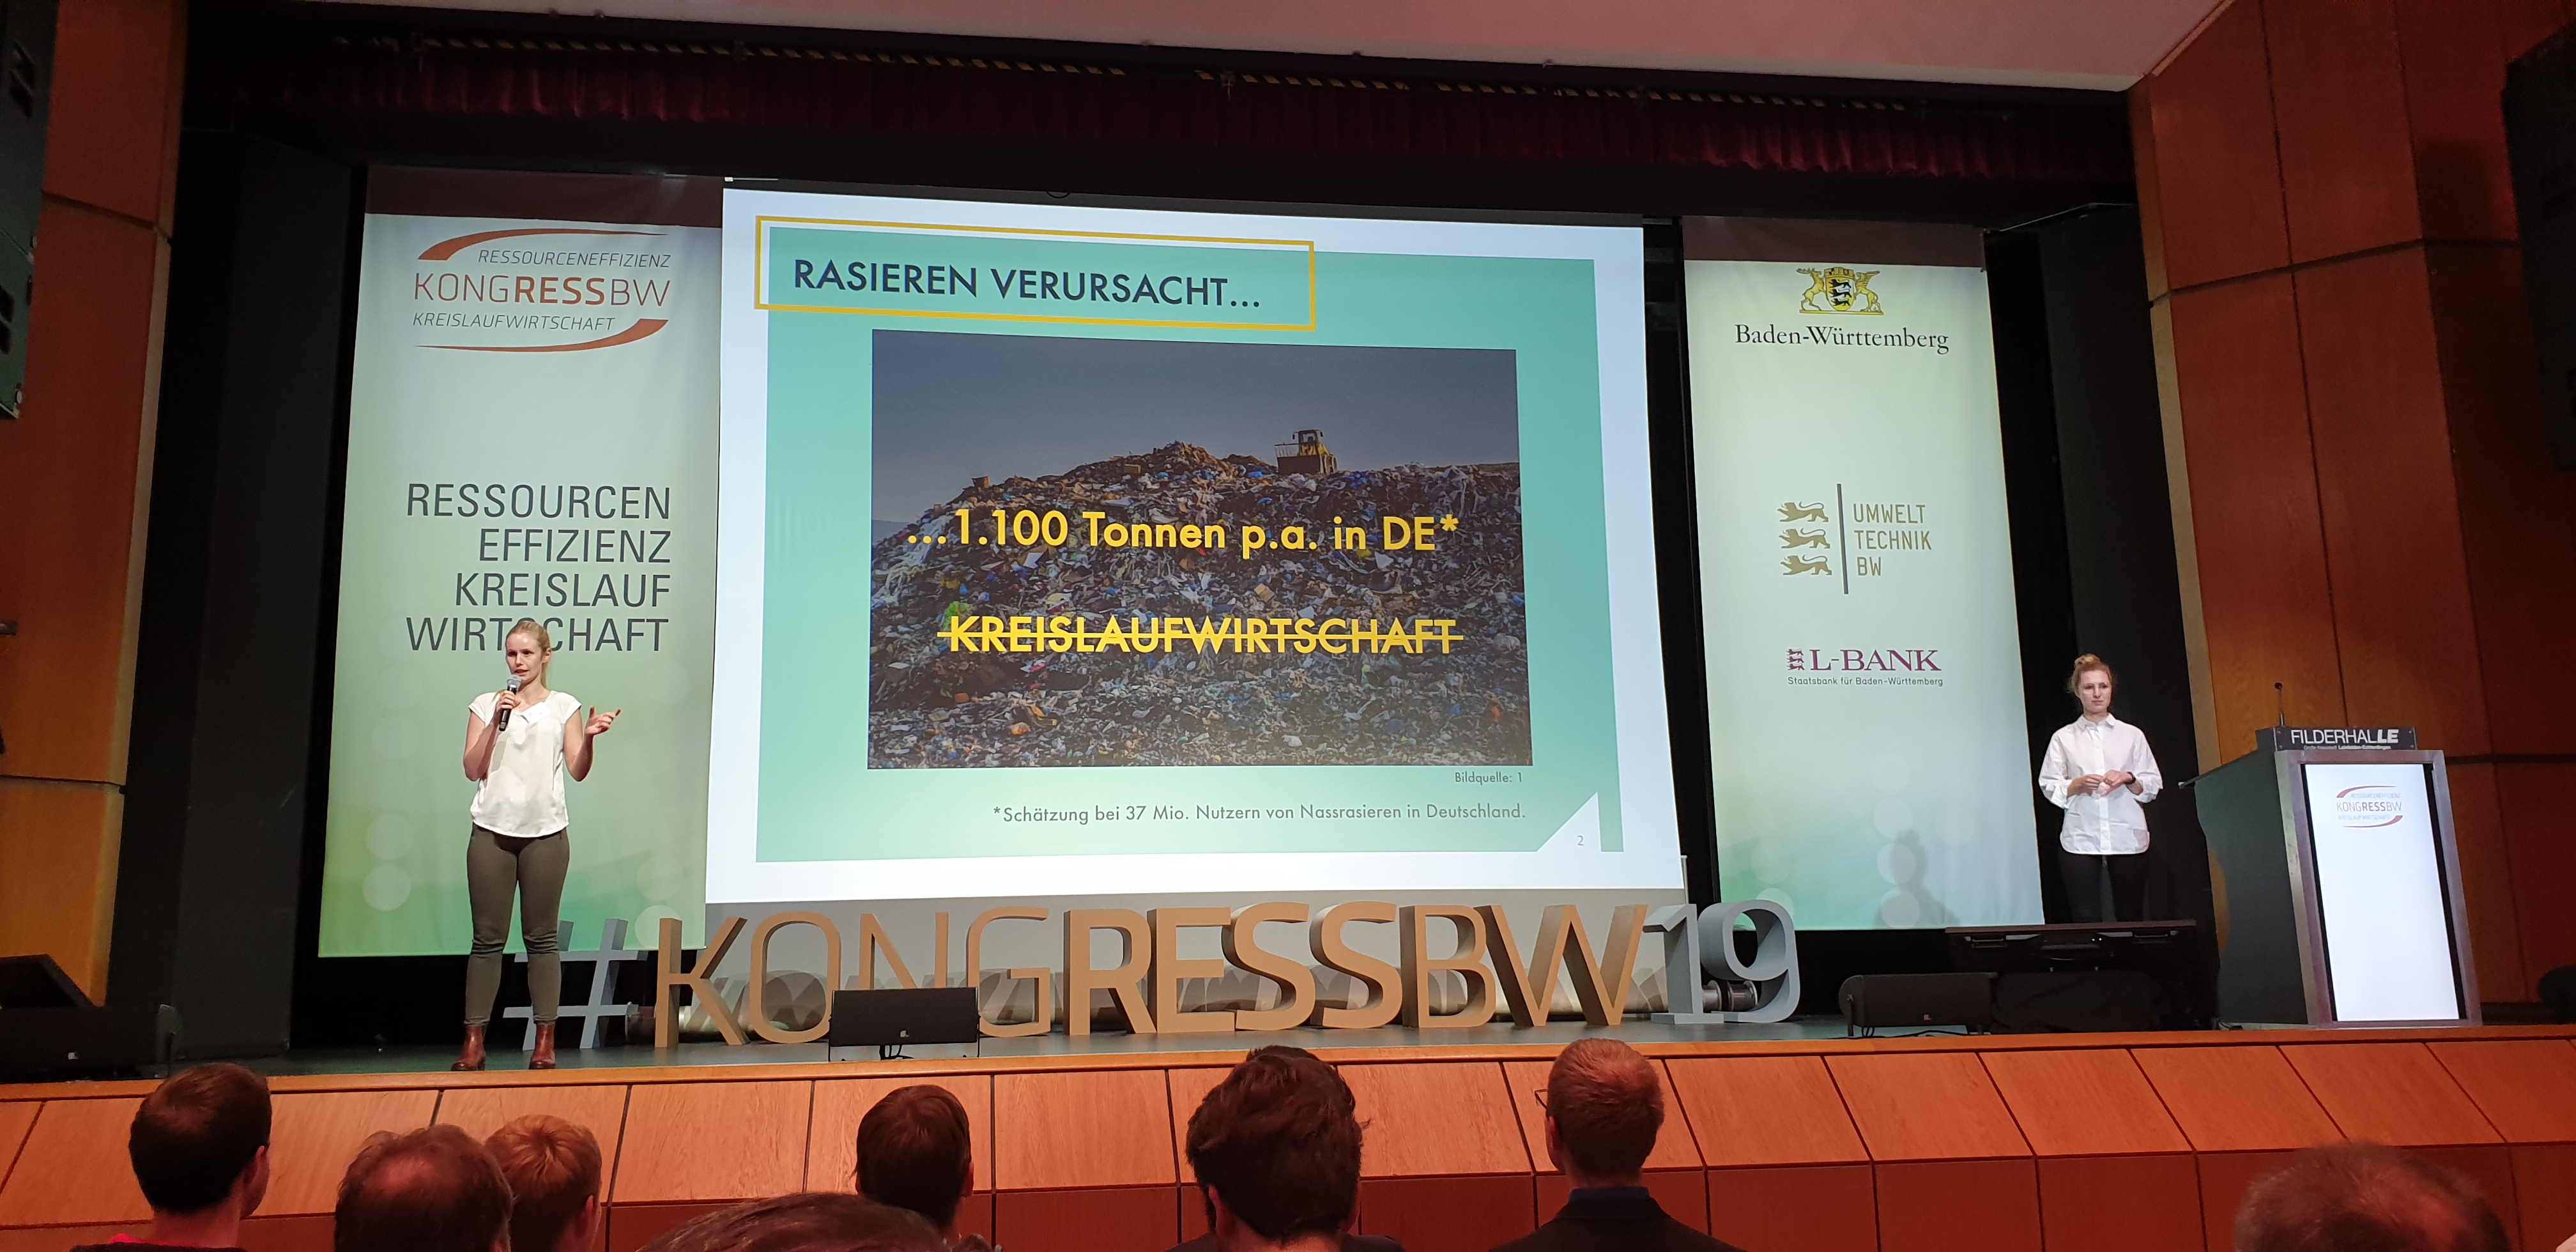 RESSOURCENEFFIZIENZ
KONGRESSBW
KREISLAUFWIRTSCHAFT
RESSOURCEN
EFFIZIENZ
KREISLAUF
WIRTSCHAFT
RASIEREN VERURSACHT...
...1.100 Tonnen p.a. in DE*
KREISLAUFWIRTSCHAFT
Bildquelle: 1
*Schätzung bei 37 Mio. Nutzern von Nassrasieren in Deutschland.
2
Baden-Württemberg
UMWELT
TECHNIK
BW
L-BANK
Staatsbank für Baden-Württemberg
#KONGRESSBW19
FILDERHALLE
RESSOURCENEFFIZIENZ
KONGRESSBW
KREISLAUFWIRTSCHAFT